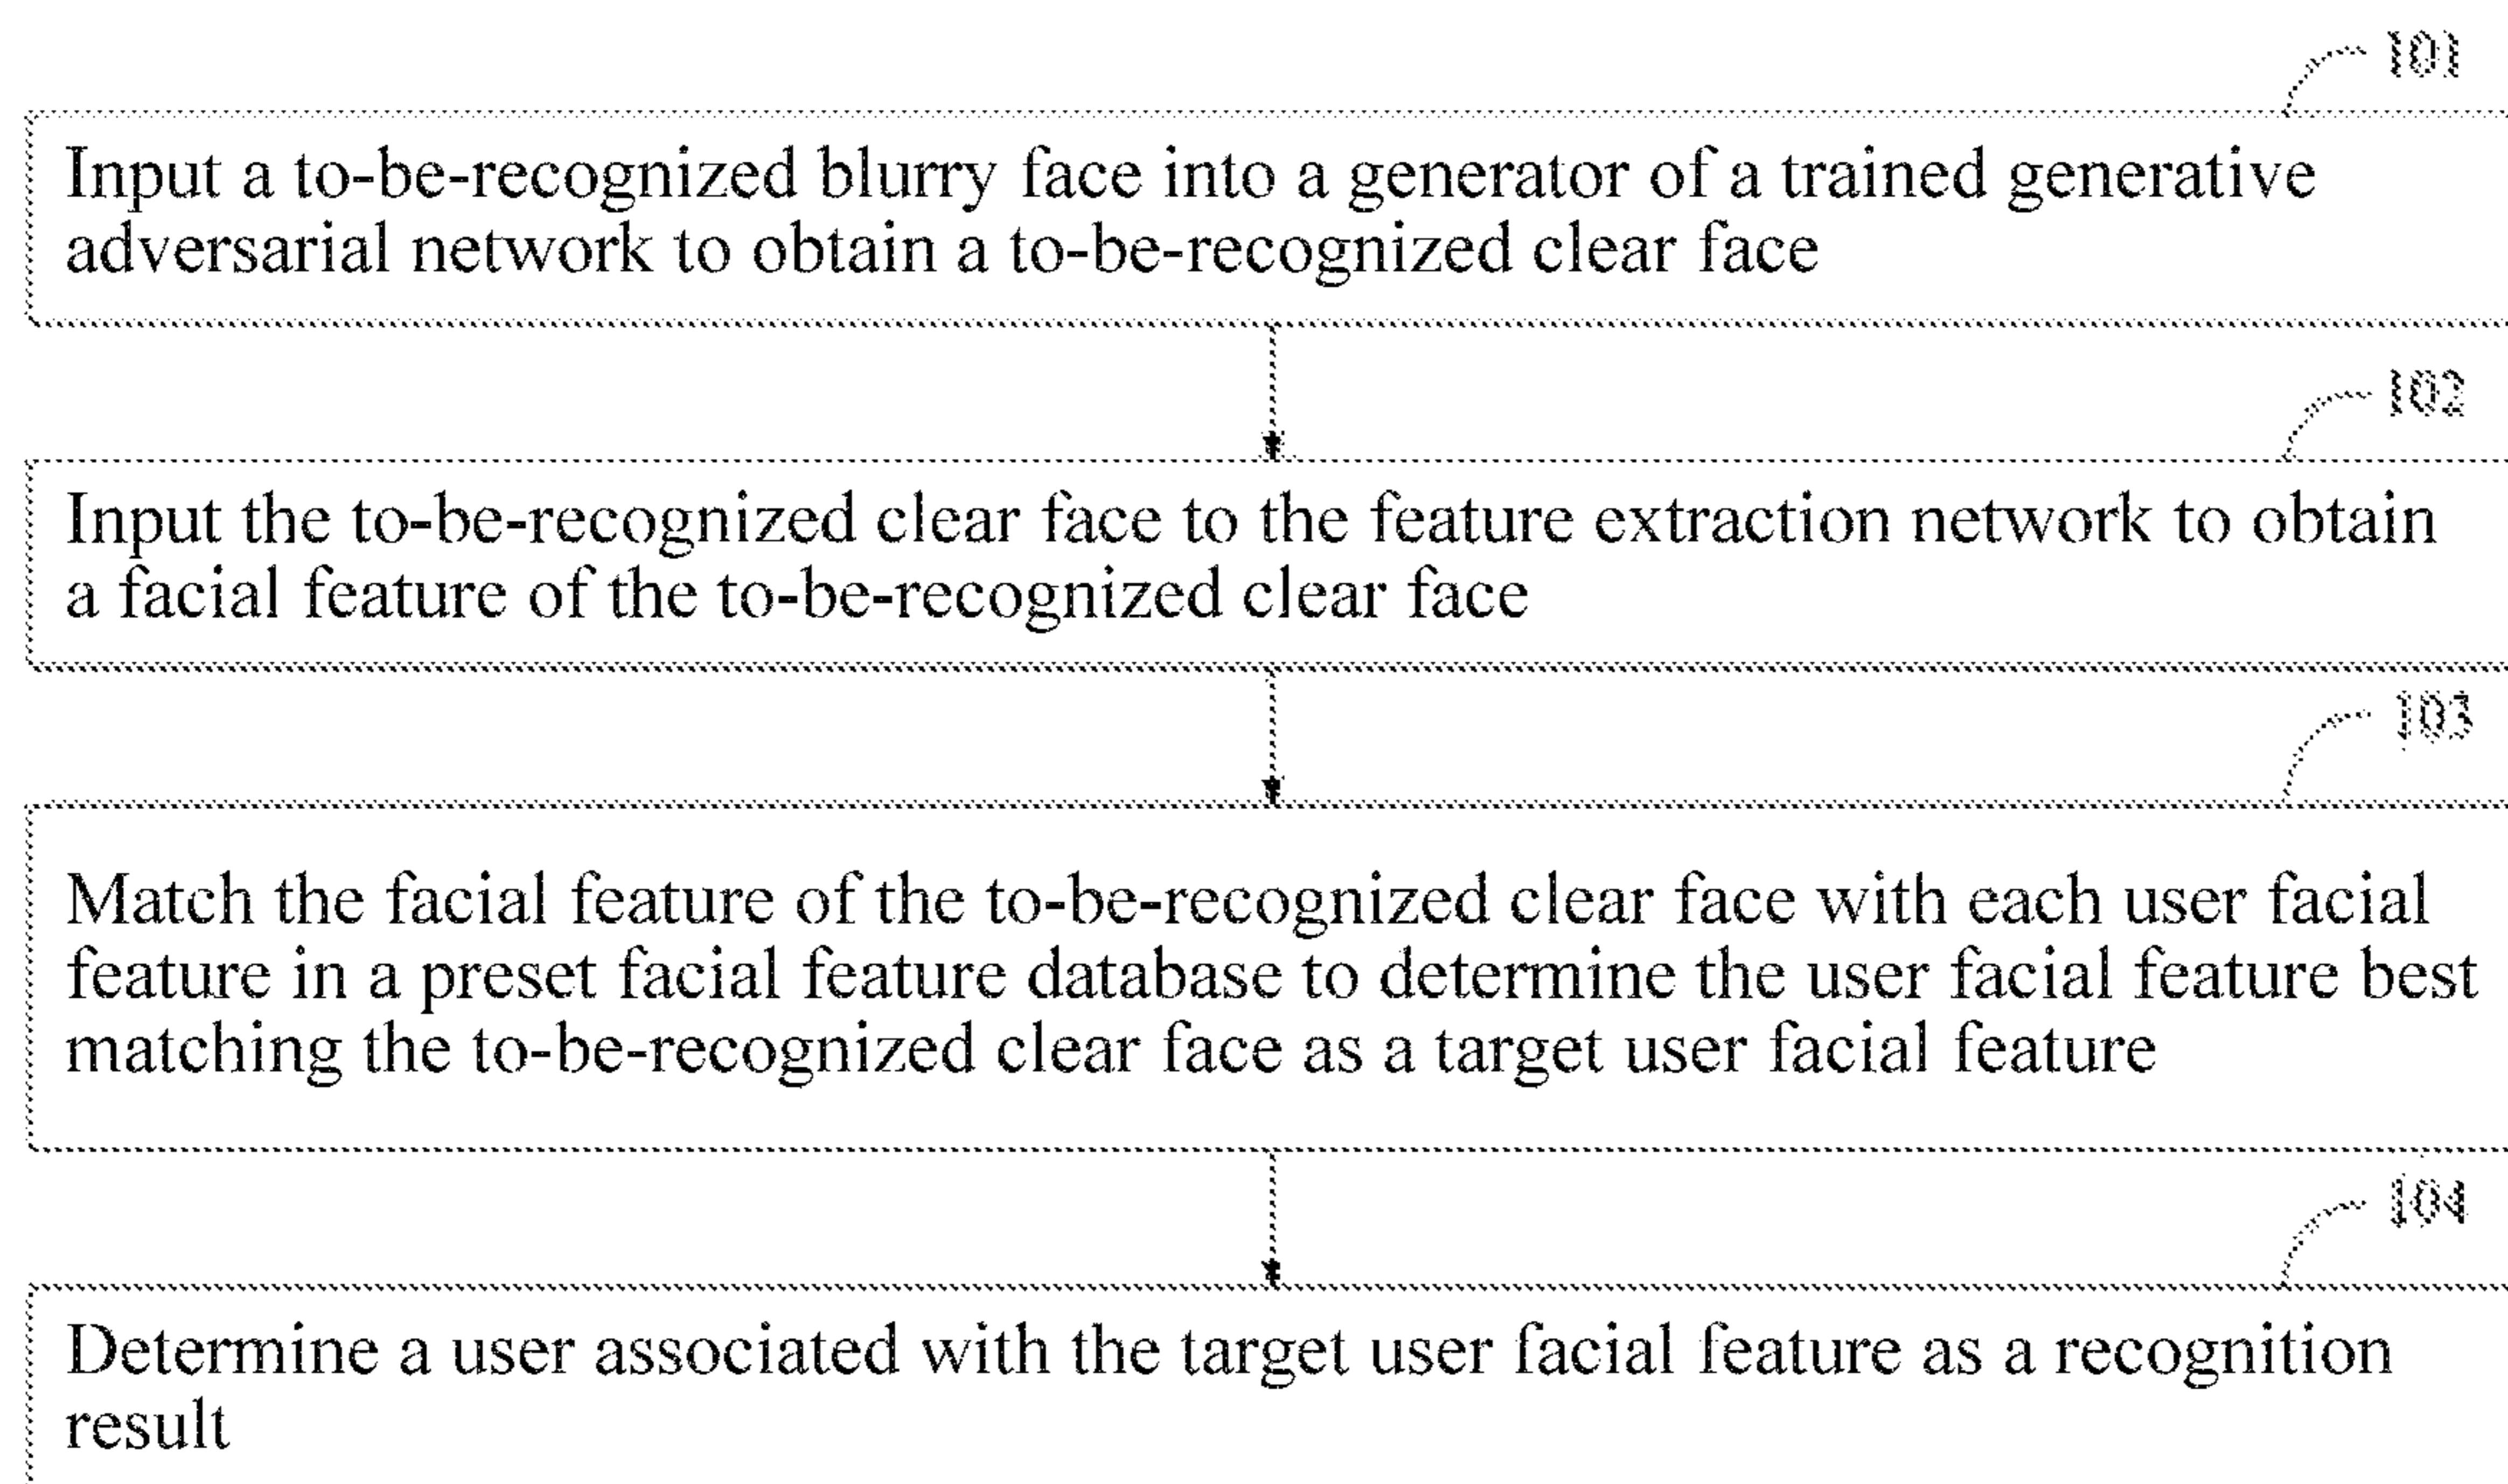 101
Input a to-be-recognized blurry face into a generator of a trained generative
adversarial network to obtain a to-be-recognized clear face
102
Input the to-be-recognized clear face to the feature extraction network to obtain
a facial feature of the to-be-recognized clear face
103
Match the facial feature of the to-be-recognized clear face with each user facial
feature in a preset facial feature database to determine the user facial feature best
matching the to-be-recognized clear face as a target user facial feature
104
Determine a user associated with the target user facial feature as a recognition
result